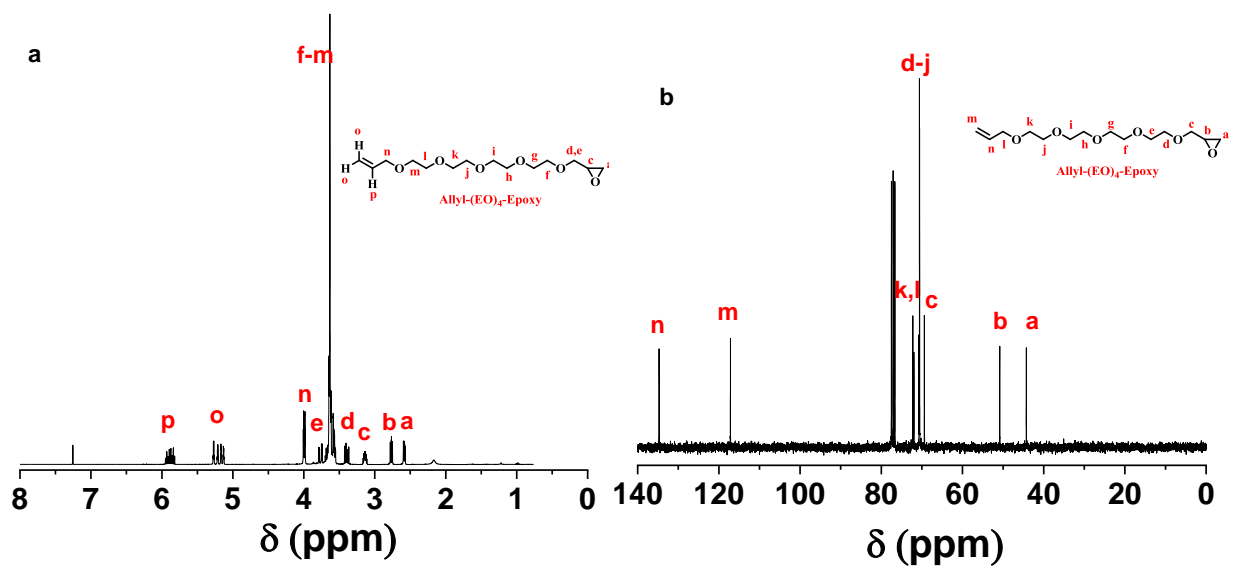 a
f-m
o
H
H
o
p
n
O
m
l
O
k
j
O
i
h
O
g
f
O
d,e
c
O
Allyl-(EO)4-Epoxy
p
o
n
e
d
c
b
a
8 7 6 5 4 3 2 1 0
δ (ppm)
b
d-j
m
n
l
O
k
j
O
i
h
O
g
f
O
e
d
O
c
b
a
O
Allyl-(EO)4-Epoxy
n
m
k,l
c
b
a
140 120 100 80 60 40 20 0
δ (ppm)